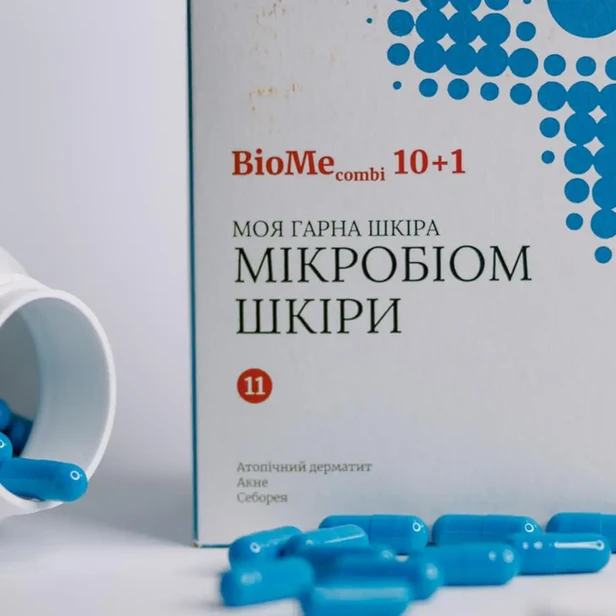 BioMe combi 10+1
МОЯ ГАРНА ШКІРА
МІКРОБІОМ
ШКІРИ
11
Атопічний дерматит
Акне
Себорея